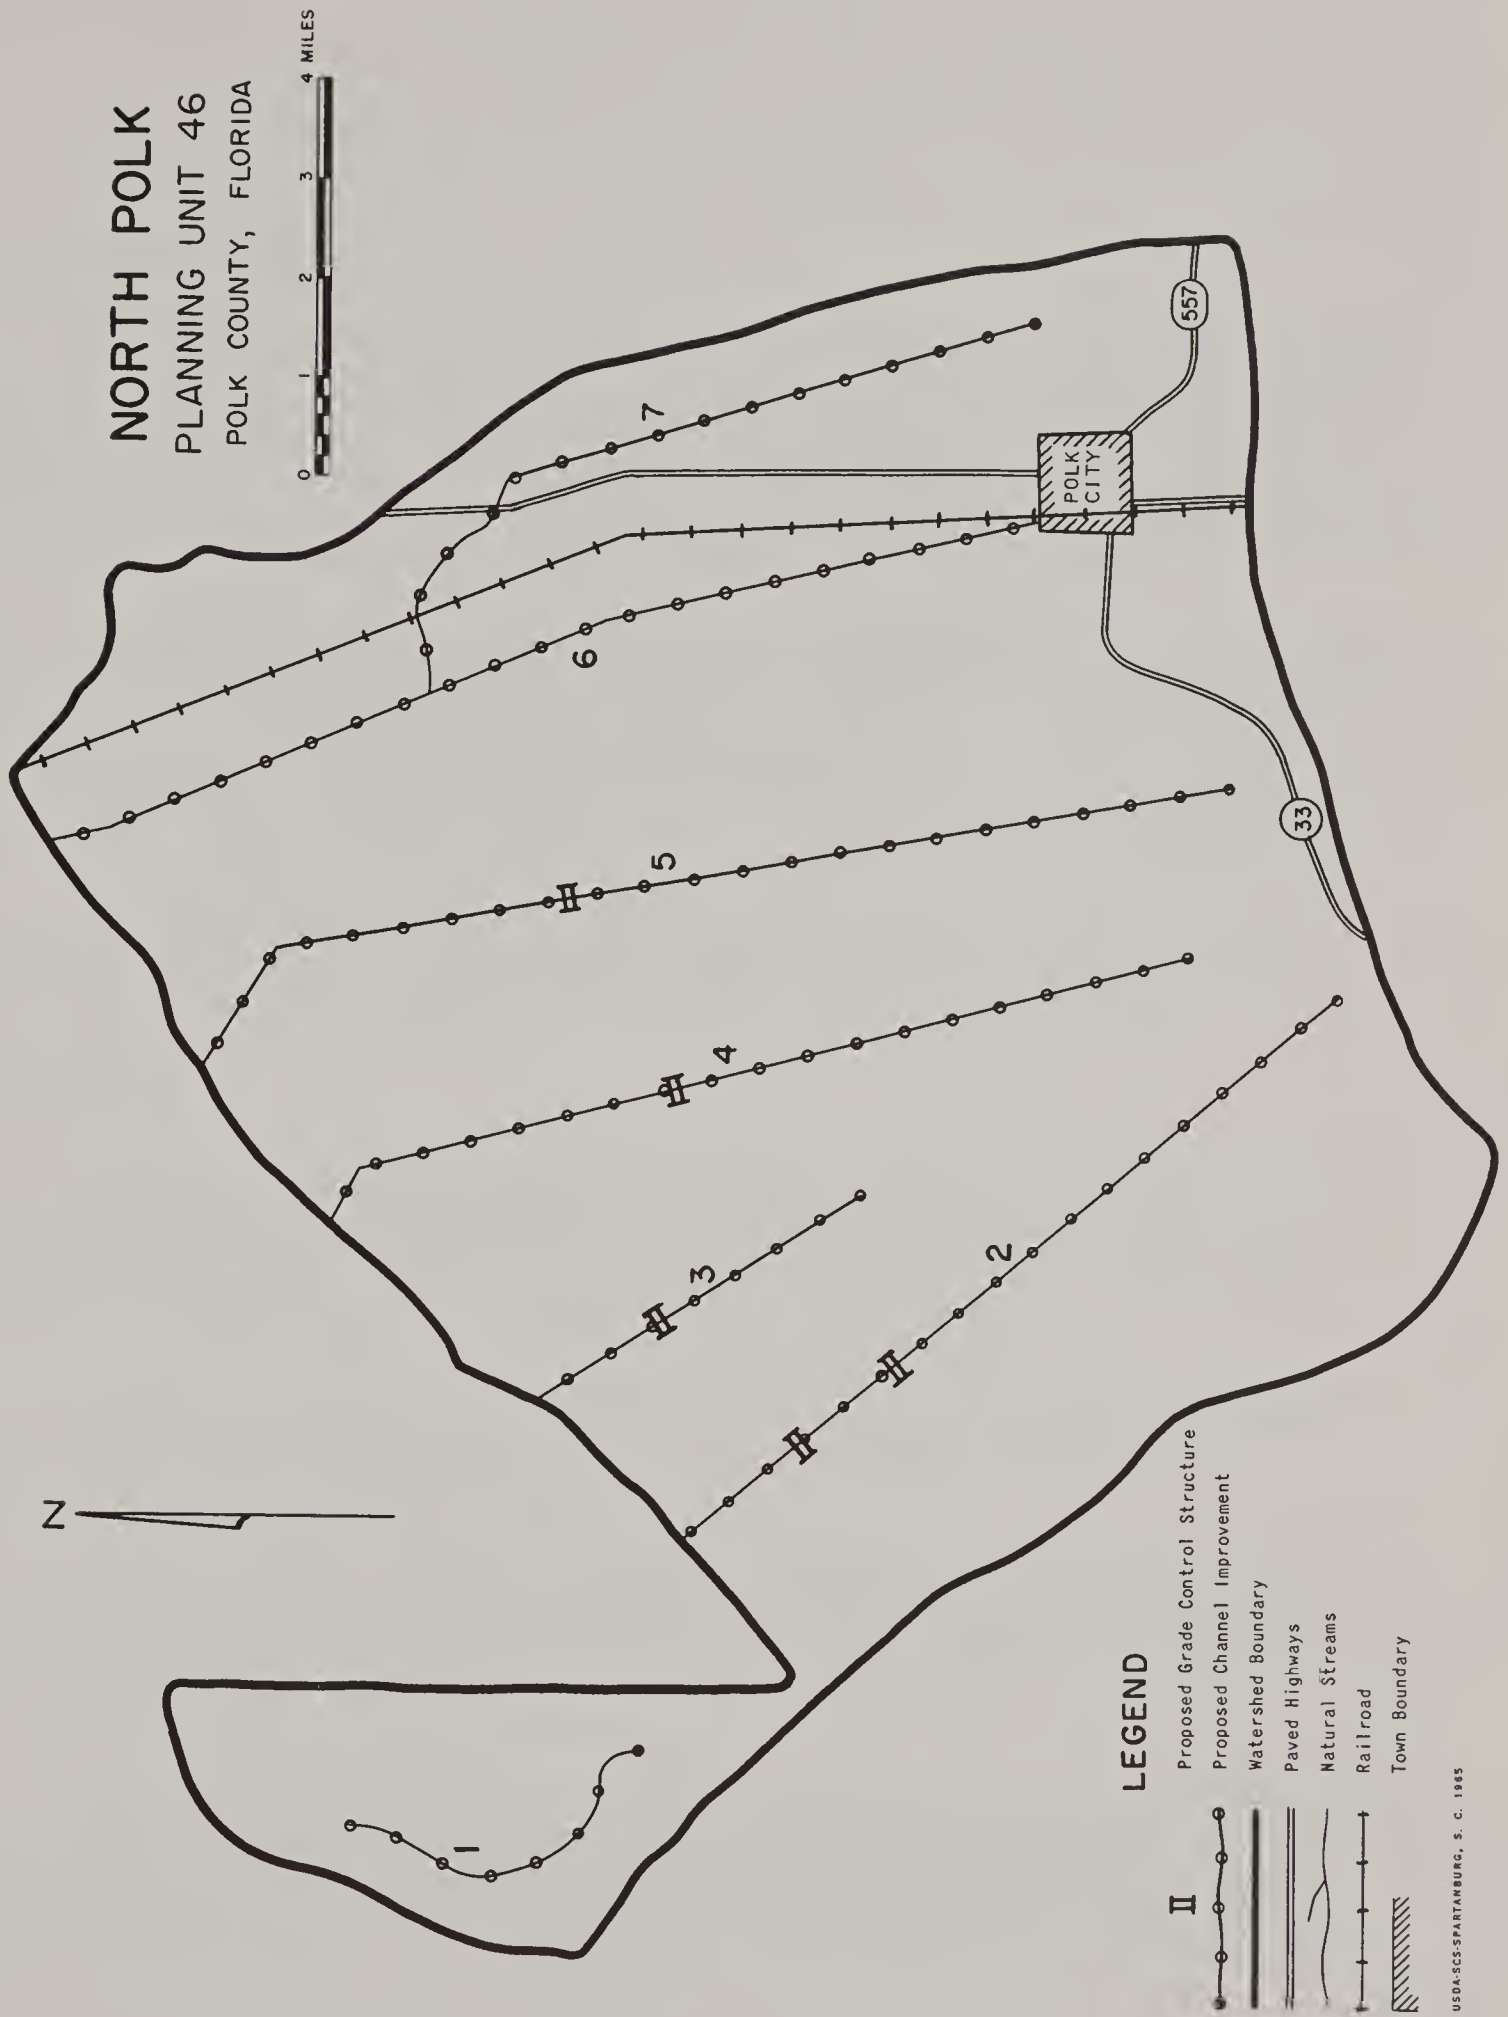 NORTH POLK
PLANNING UNIT 46
POLK COUNTY, FLORIDA
0 1 2 3 4 MILES
N
1
2
3
4
5
6
7
POLK
CITY
557
33
LEGEND
Proposed Grade Control Structure
Proposed Channel Improvement
Watershed Boundary
Paved Highways
Natural Streams
Railroad
Town Boundary
USDA-SCS-SPARTANBURG, S. C. 1965